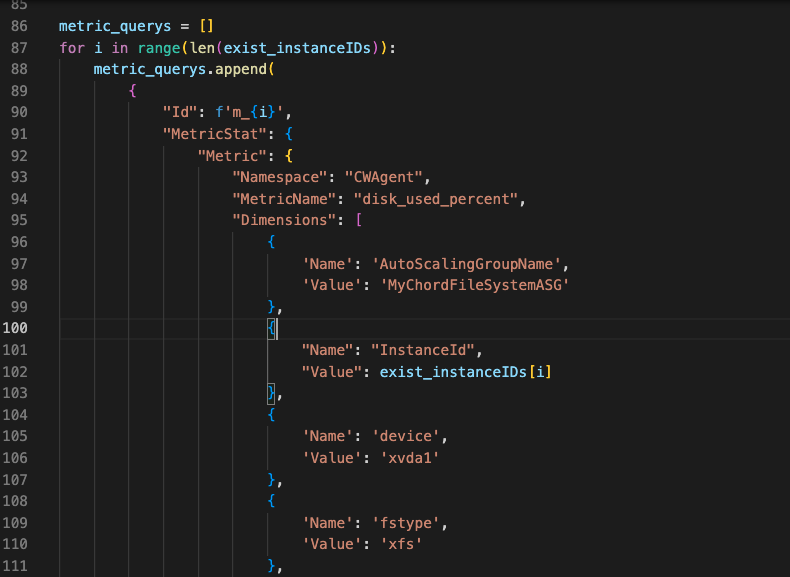 85
86 metric_querys = []
87 for i in range(len(exist_instanceIDs)):
88 metric_querys.append(
89 {
90 "Id": f'm_{i}',
91 "MetricStat": {
92 "Metric": {
93 "Namespace": "CWAgent",
94 "MetricName": "disk_used_percent",
95 "Dimensions": [
96 {
97 'Name': 'AutoScalingGroupName',
98 'Value': 'MyChordFileSystemASG'
99 },
100 {
101 "Name": "InstanceId",
102 "Value": exist_instanceIDs[i]
103 },
104 {
105 'Name': 'device',
106 'Value': 'xvda1'
107 },
108 {
109 'Name': 'fstype',
110 'Value': 'xfs'
111 },